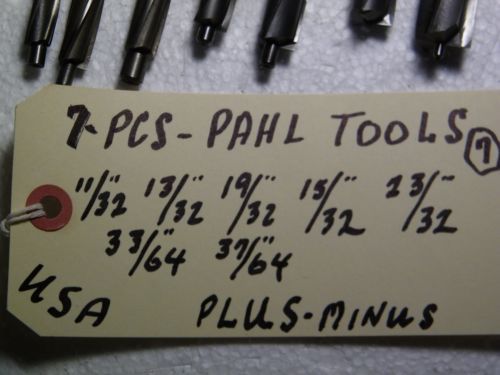 7-PCS-PAHL TOOLS 7
11/32" 13/32" 19/32" 15/32" 23/32"
33/64 37/64"
USA PLUS-MINUS